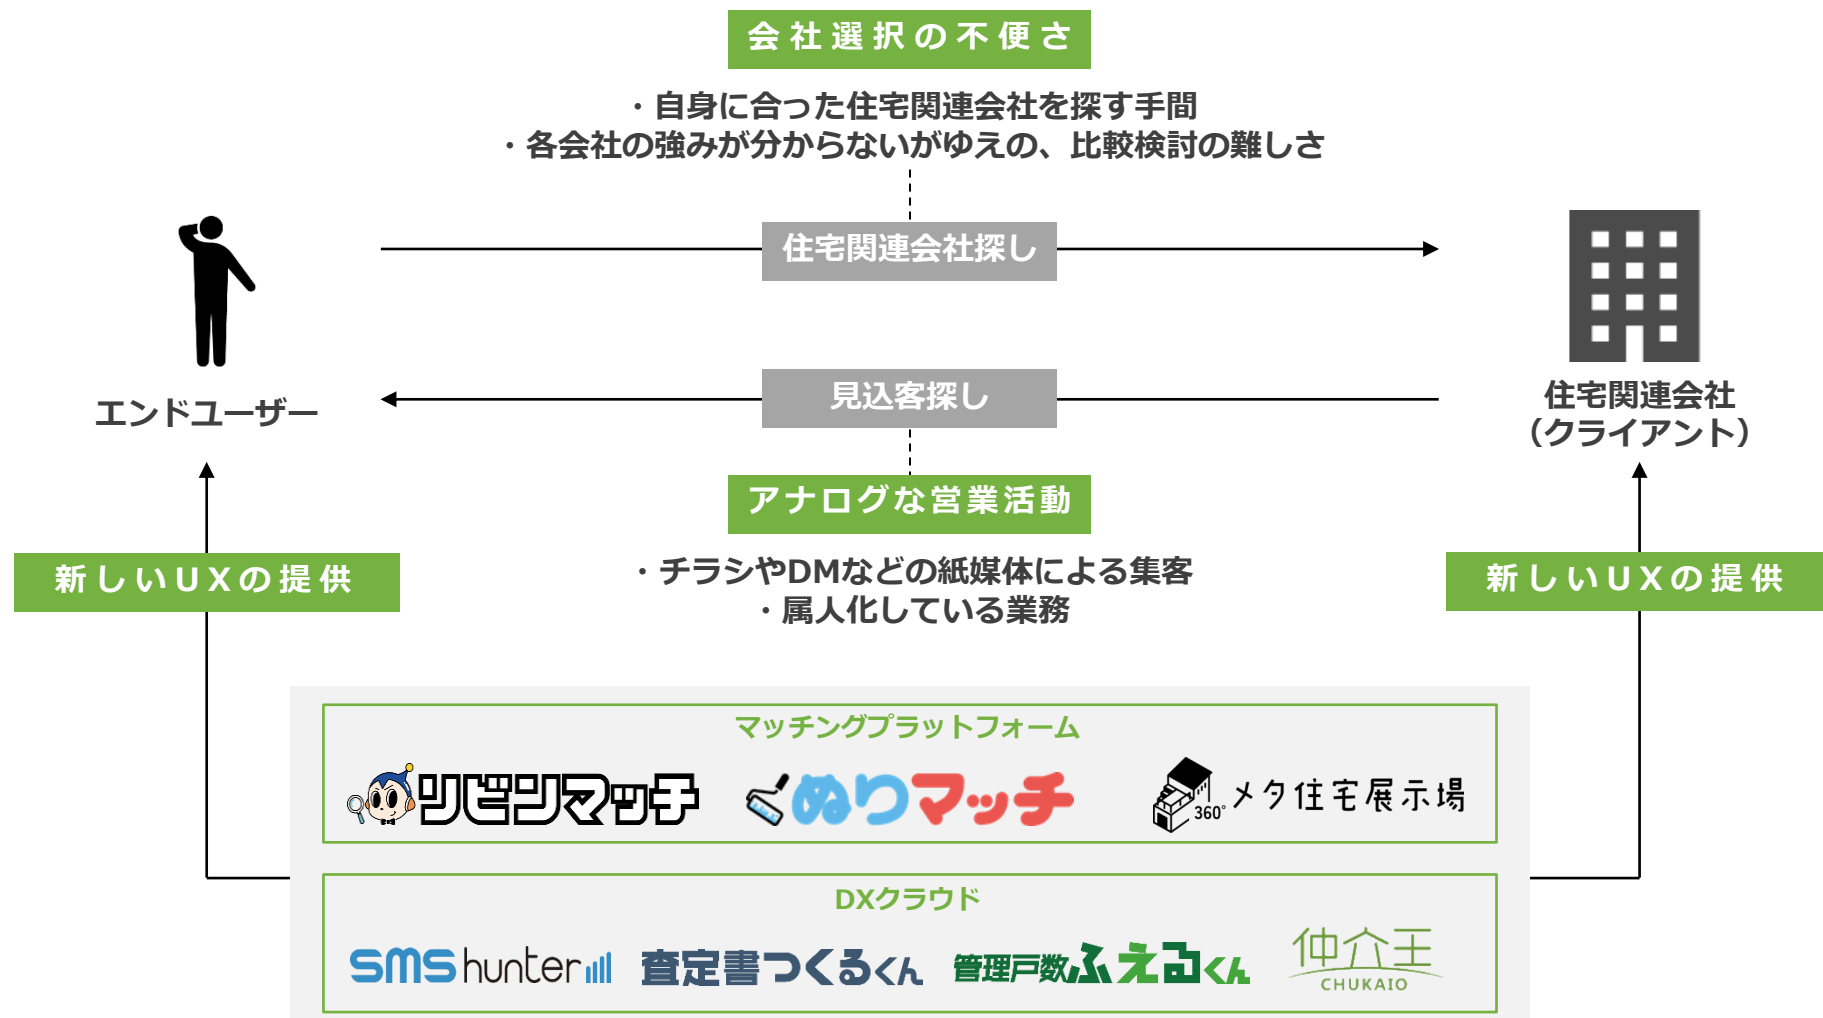 会社選択の不便さ
・自身に合った住宅関連会社を探す手間
・各会社の強みが分からないがゆえの、比較検討の難しさ
住宅関連会社探し
見込客探し
エンドユーザー
住宅関連会社
（クライアント）
アナログな営業活動
・チラシやDMなどの紙媒体による集客
・属人化している業務
新しいUXの提供
新しいUXの提供
マッチングプラットフォーム
リビンマッチ
ぬりマッチ
360°
メタ住宅展示場
DXクラウド
SMS hunter
査定書つくるくん
管理戸数ふえるくん
仲介王
CHUKAIO